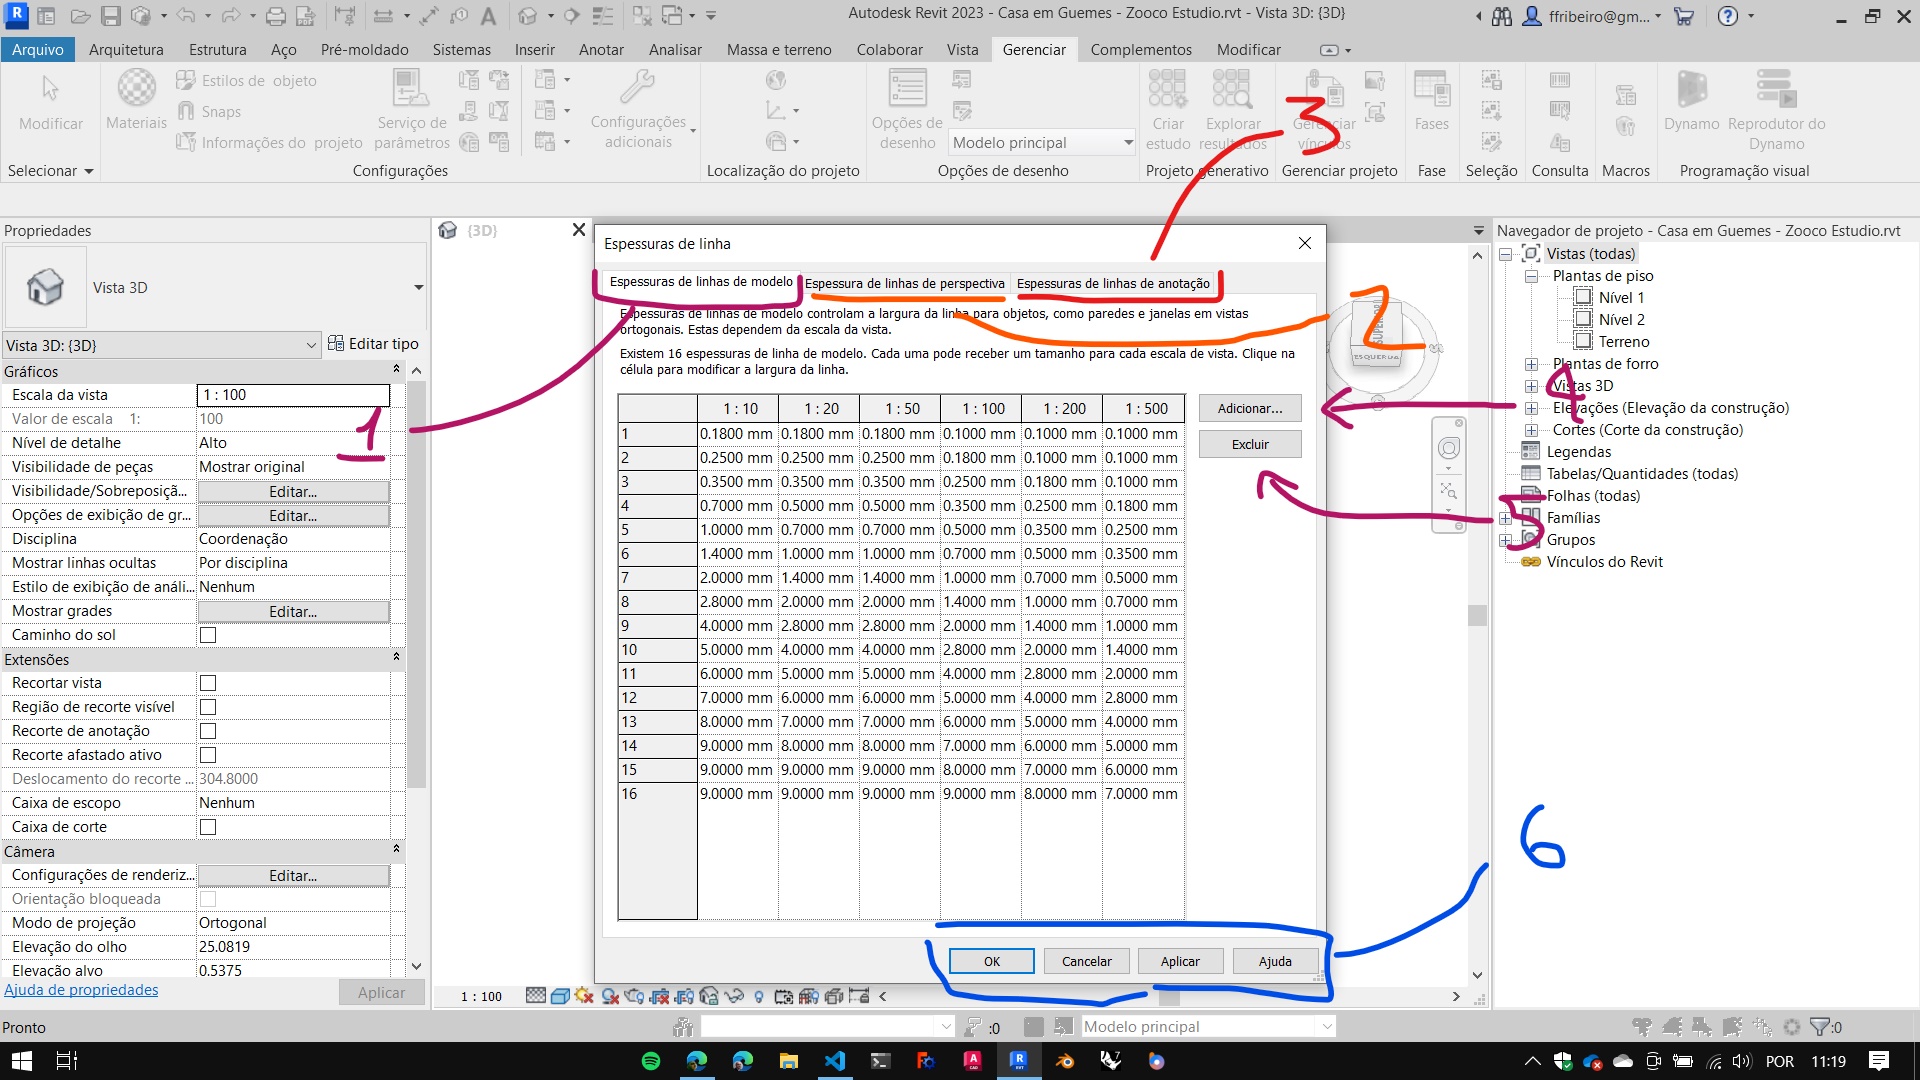 Autodesk Revit 2023 - Casa em Guemes - Zooco Estudio.rvt - Vista 3D: {3D}
ffribeiro@gm...
Arquivo Arquitetura Estrutura Aço Pré-moldado Sistemas Inserir Anotar Analisar Massa e terreno Colaborar Vista Gerenciar Complementos Modificar
Modificar
Materiais
Estilos de objeto
Snaps
Informações do projeto
Serviço de parâmetros
Configurações adicionais
Opções de desenho
Modelo principal
Criar estudo
Explorar resultados
Gerenciar vínculos
Fases
Dynamo
Reprodutor do Dynamo
Selecionar Configurações Localização do projeto Opções de desenho Projeto generativo Gerenciar projeto Fase Seleção Consulta Macros Programação visual
3
Propriedades
Vista 3D
Vista 3D: {3D} Editar tipo
Gráficos
Escala da vista 1 : 100
Valor de escala 1: 100
Nível de detalhe Alto
Visibilidade de peças Mostrar original
Visibilidade/Sobreposiçã... Editar...
Opções de exibição de gr... Editar...
Disciplina Coordenação
Mostrar linhas ocultas Por disciplina
Estilo de exibição de análi... Nenhum
Mostrar grades Editar...
Caminho do sol
Extensões
Recortar vista
Região de recorte visível
Recorte de anotação
Recorte afastado ativo
Deslocamento do recorte ... 304.8000
Caixa de escopo Nenhum
Caixa de corte
Câmera
Configurações de renderiz... Editar...
Orientação bloqueada
Modo de projeção Ortogonal
Elevação do olho 25.0819
Elevação alvo 0.5375
Ajuda de propriedades Aplicar
1
{3D}
Espessuras de linha
Espessuras de linhas de modelo Espessura de linhas de perspectiva Espessuras de linhas de anotação
Espessuras de linhas de modelo controlam a largura da linha para objetos, como paredes e janelas em vistas
ortogonais. Estas dependem da escala da vista.
Existem 16 espessuras de linha de modelo. Cada uma pode receber um tamanho para cada escala de vista. Clique na
célula para modificar a largura da linha.
1 : 10 1 : 20 1 : 50 1 : 100 1 : 200 1 : 500
1 0.1800 mm 0.1800 mm 0.1800 mm 0.1000 mm 0.1000 mm 0.1000 mm
2 0.2500 mm 0.2500 mm 0.2500 mm 0.1800 mm 0.1000 mm 0.1000 mm
3 0.3500 mm 0.3500 mm 0.3500 mm 0.2500 mm 0.1800 mm 0.1000 mm
4 0.7000 mm 0.5000 mm 0.5000 mm 0.3500 mm 0.2500 mm 0.1800 mm
5 1.0000 mm 0.7000 mm 0.7000 mm 0.5000 mm 0.3500 mm 0.2500 mm
6 1.4000 mm 1.0000 mm 1.0000 mm 0.7000 mm 0.5000 mm 0.3500 mm
7 2.0000 mm 1.4000 mm 1.4000 mm 1.0000 mm 0.7000 mm 0.5000 mm
8 2.8000 mm 2.0000 mm 2.0000 mm 1.4000 mm 1.0000 mm 0.7000 mm
9 4.0000 mm 2.8000 mm 2.8000 mm 2.0000 mm 1.4000 mm 1.0000 mm
10 5.0000 mm 4.0000 mm 4.0000 mm 2.8000 mm 2.0000 mm 1.4000 mm
11 6.0000 mm 5.0000 mm 5.0000 mm 4.0000 mm 2.8000 mm 2.0000 mm
12 7.0000 mm 6.0000 mm 6.0000 mm 5.0000 mm 4.0000 mm 2.8000 mm
13 8.0000 mm 7.0000 mm 7.0000 mm 6.0000 mm 5.0000 mm 4.0000 mm
14 9.0000 mm 8.0000 mm 8.0000 mm 7.0000 mm 6.0000 mm 5.0000 mm
15 9.0000 mm 9.0000 mm 9.0000 mm 8.0000 mm 7.0000 mm 6.0000 mm
16 9.0000 mm 9.0000 mm 9.0000 mm 9.0000 mm 8.0000 mm 7.0000 mm
Adicionar...
Excluir
OK Cancelar Aplicar Ajuda
2
ESQUERDA
Navegador de projeto - Casa em Guemes - Zooco Estudio.rvt
Vistas (todas)
Plantas de piso
Nível 1
Nível 2
Terreno
Plantas de forro
Vistas 3D
Elevações (Elevação da construção)
Cortes (Corte da construção)
Legendas
Tabelas/Quantidades (todas)
Folhas (todas)
Famílias
Grupos
Vínculos do Revit
4
5
6
1 : 100
Pronto
:0
Modelo principal
:0
POR 11:19